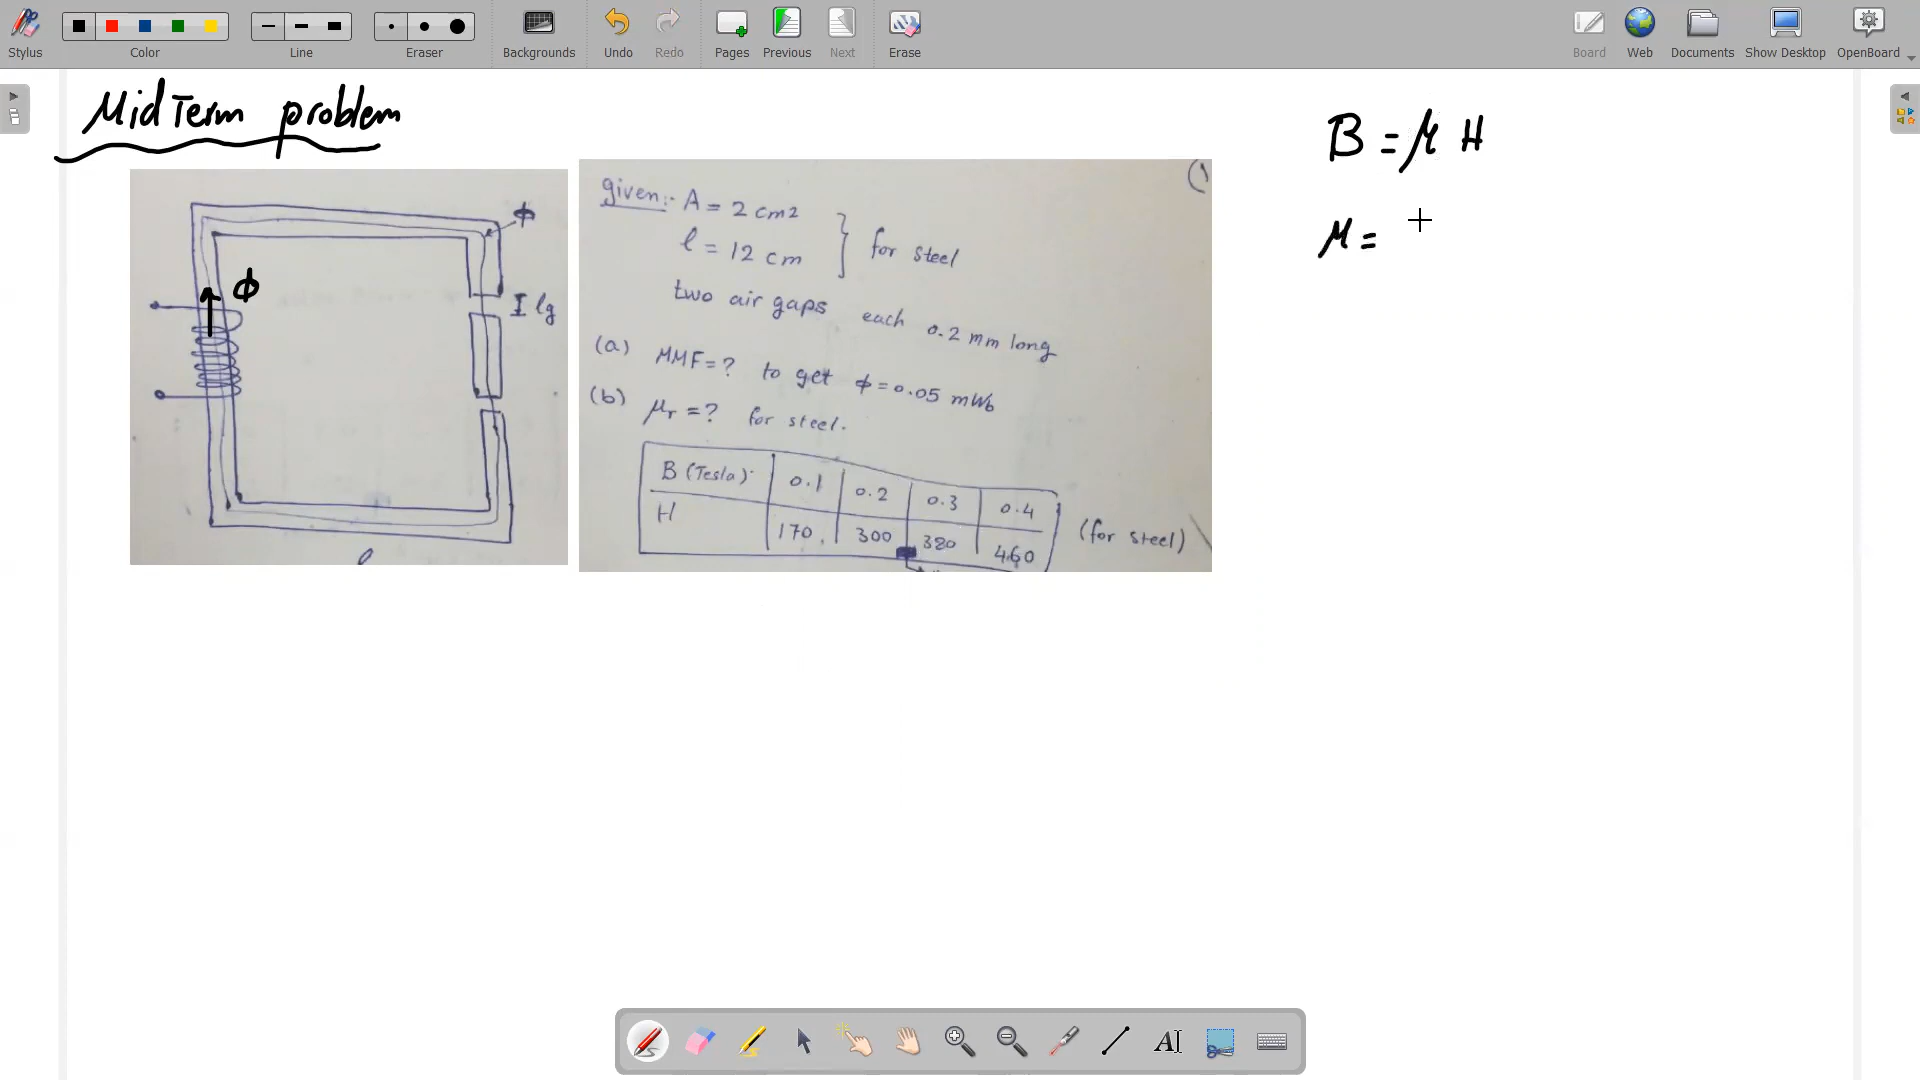 Stylus
Color
Line
Eraser
Backgrounds
Undo
Redo
Pages
Previous
Next
Erase
Board
Web
Documents
Show Desktop
OpenBoard
MidTerm problem
ϕ
ϕ
lg
l
given:- A = 2 cm2
l = 12 cm } for steel
two air gaps each 0.2 mm long
(a) MMF = ? to get ϕ = 0.05 mWb
(b) μr = ? for steel.
B (Tesla) 0.1 0.2 0.3 0.4
H 170 300 380 460 (for steel)
B = μ H
μ =
AI